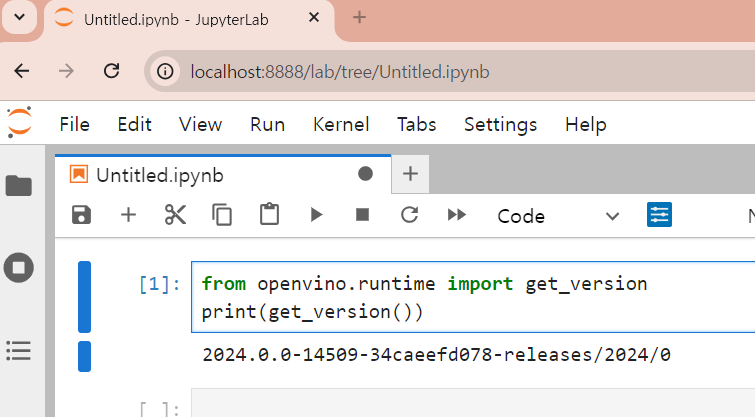 Untitled.ipynb - JupyterLab
localhost:8888/lab/tree/Untitled.ipynb
File Edit View Run Kernel Tabs Settings Help
Untitled.ipynb
Code
[1]: from openvino.runtime import get_version
print(get_version())
2024.0.0-14509-34caeefd078-releases/2024/0
[ ]: